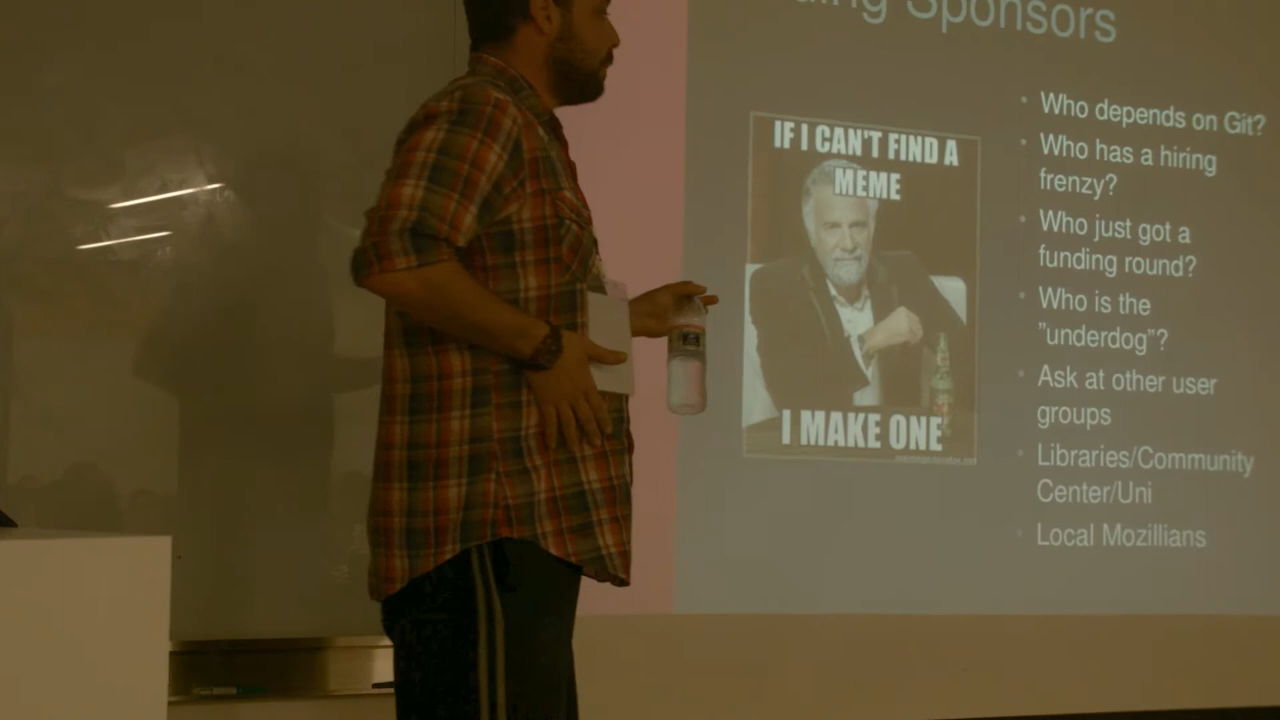 Sponsors
IF I CAN'T FIND A
MEME
I MAKE ONE
Who depends on Git?
Who has a hiring
frenzy?
Who just got a
funding round?
Who is the
"underdog"?
Ask at other user
groups
Libraries/Community
Center/Uni
Local Mozillians